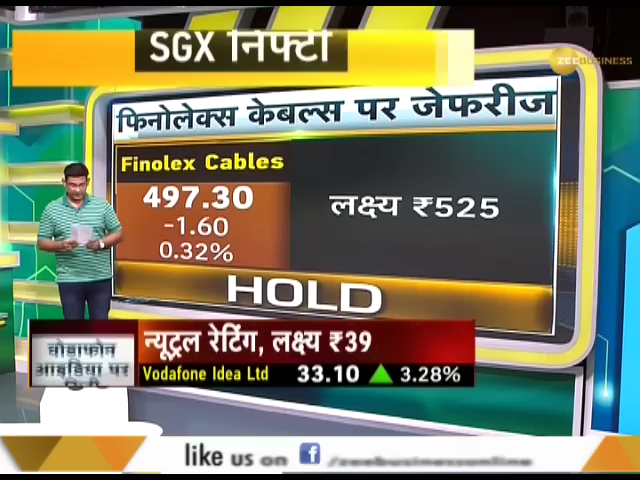 SGX निफ्टी
ZEE BUSINESS
फिनोलेक्स केबल्स पर जेफरीज
Finolex Cables
497.30
-1.60
0.32%
लक्ष्य ₹525
HOLD
वोडाफोन
आइडिया पर
न्यूट्रल रेटिंग, लक्ष्य ₹39
Vodafone Idea Ltd 33.10 ▲ 3.28%
like us on f /zeebusinessonline